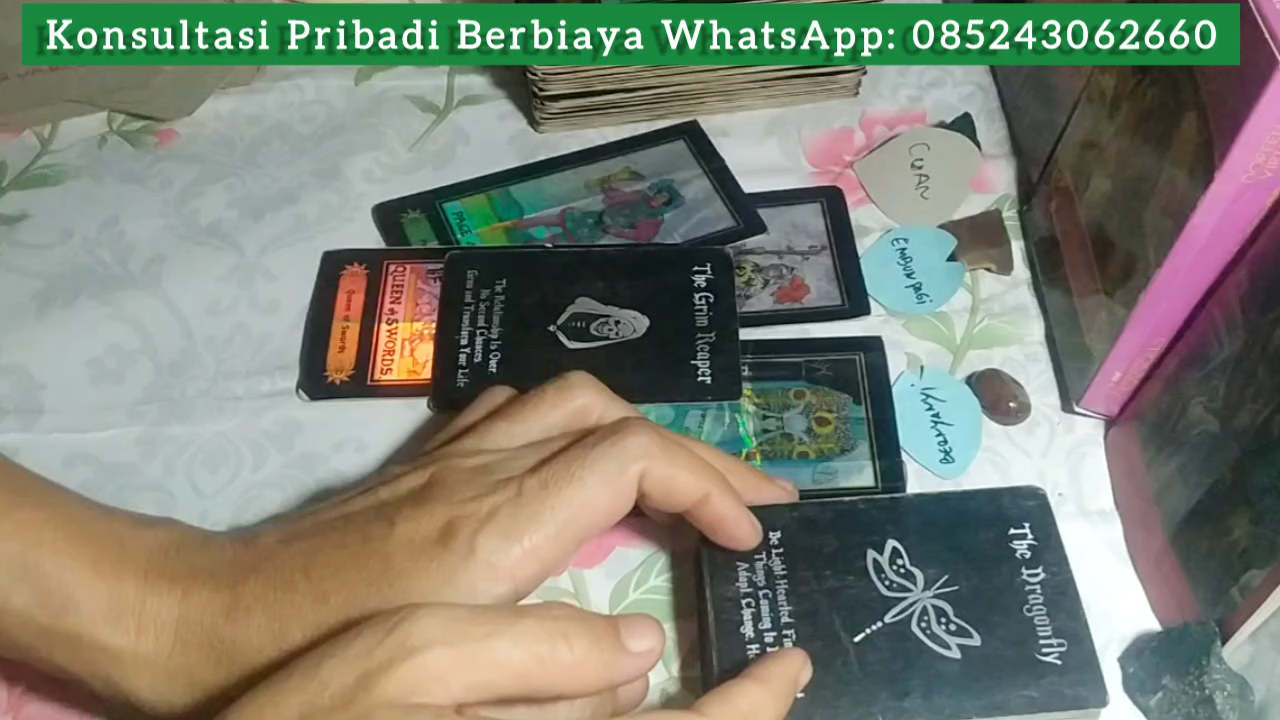 Konsultasi Pribadi Berbiaya WhatsApp: 085243062660
CUAN
PAGE
EMBUN PAGI
QUEEN of SWORDS.
Queen of Swords
The Grim Reaper
The Relationship Is Over
No Second Chances
Grow and Transform Your Life
The Dragonfly
Be Light-Hearted.
Things Coming to
Adapt. Change.